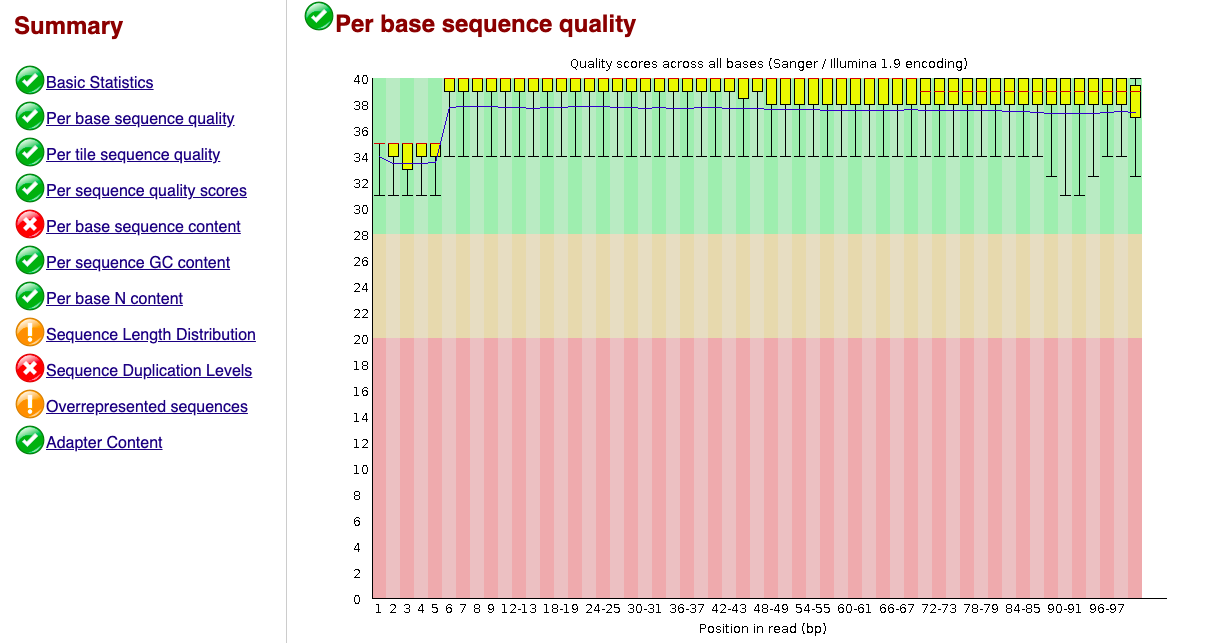 Summary
Basic Statistics
Per base sequence quality
Per tile sequence quality
Per sequence quality scores
Per base sequence content
Per sequence GC content
Per base N content
Sequence Length Distribution
Sequence Duplication Levels
Overrepresented sequences
Adapter Content
Per base sequence quality
Quality scores across all bases (Sanger / Illumina 1.9 encoding)
40
38
36
34
32
30
28
26
24
22
20
18
16
14
12
10
8
6
4
2
0
1 2 3 4 5 6 7 8 9 12-13 18-19 24-25 30-31 36-37 42-43 48-49 54-55 60-61 66-67 72-73 78-79 84-85 90-91 96-97
Position in read (bp)